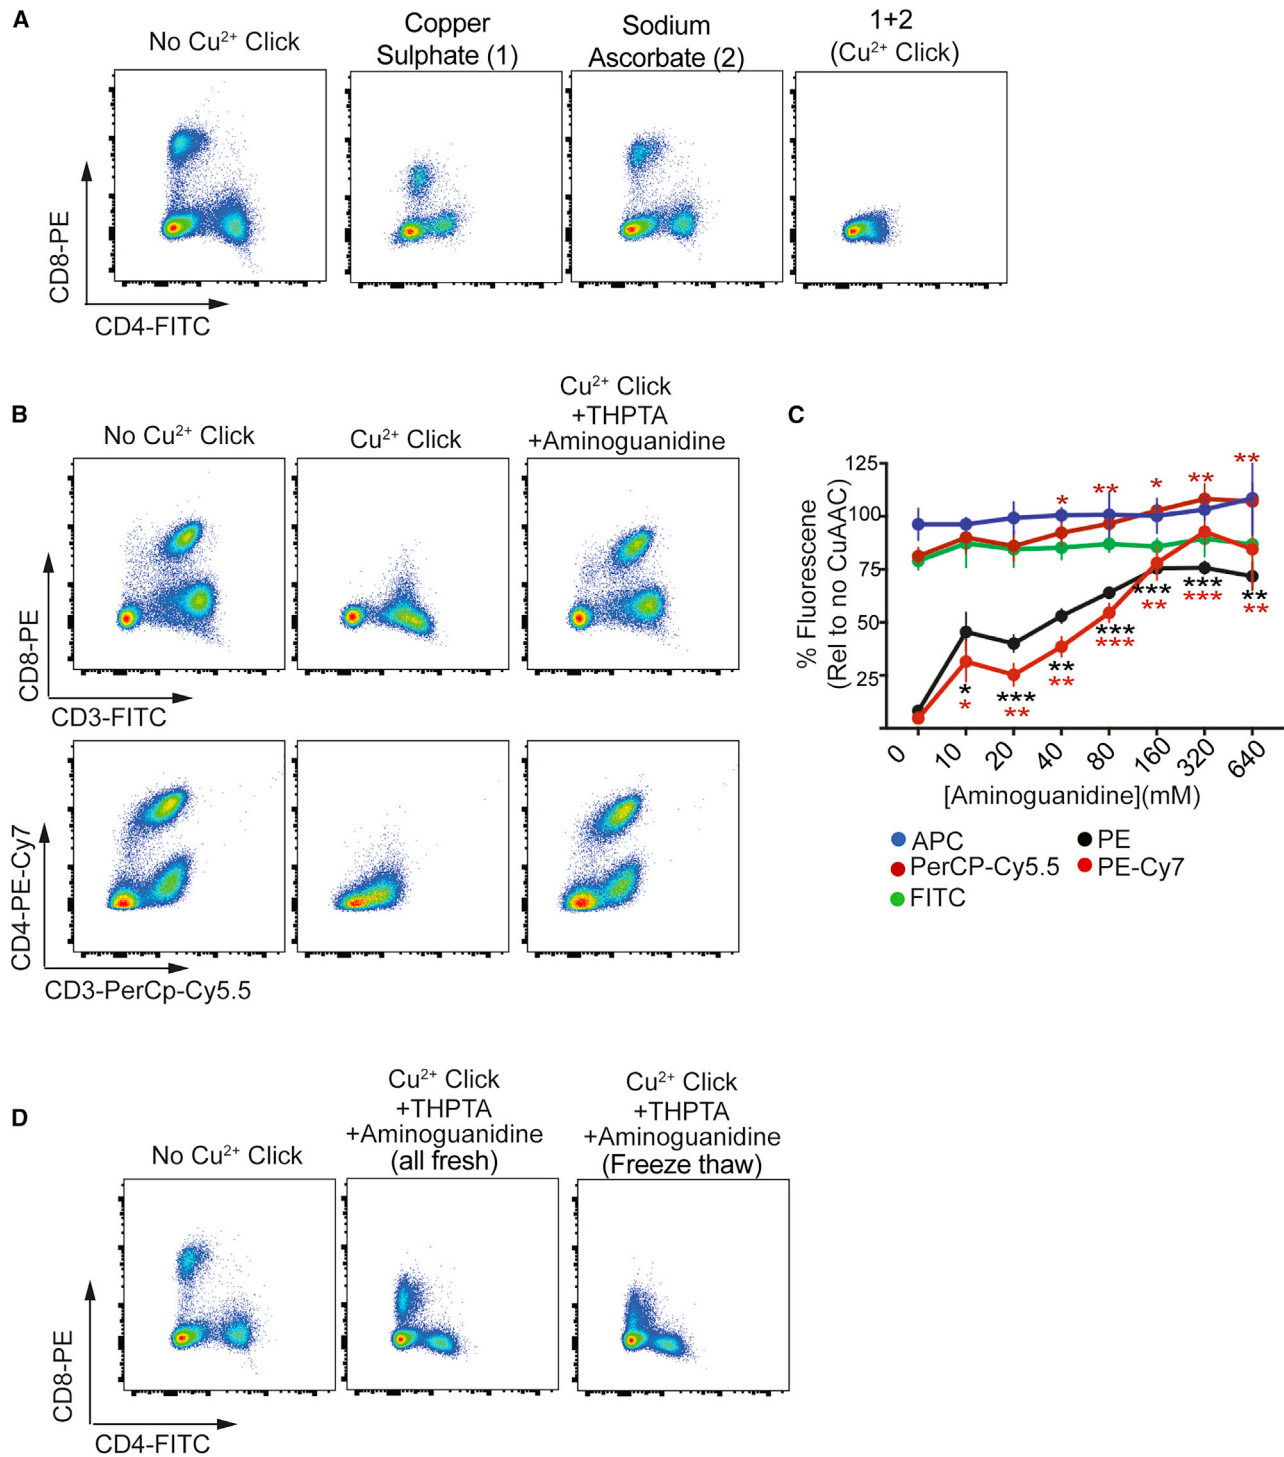 A
No Cu²⁺ Click
Copper
Sulphate (1)
Sodium
Ascorbate (2)
1+2
(Cu²⁺ Click)
CD8-PE
CD4-FITC
B
No Cu²⁺ Click
Cu²⁺ Click
Cu²⁺ Click
+THPTA
+Aminoguanidine
CD8-PE
CD3-FITC
CD4-PE-Cy7
CD3-PerCp-Cy5.5
C
% Fluorescene
(Rel to no CuAAC)
125
100
75
50
25
* ** * ** **
*** *** **
** *** **
* *** ** ***
* ** ** ***
0 10 20 40 80 160 320 640
[Aminoguanidine](mM)
APC
PE
PerCP-Cy5.5
PE-Cy7
FITC
D
No Cu²⁺ Click
Cu²⁺ Click
+THPTA
+Aminoguanidine
(all fresh)
Cu²⁺ Click
+THPTA
+Aminoguanidine
(Freeze thaw)
CD8-PE
CD4-FITC